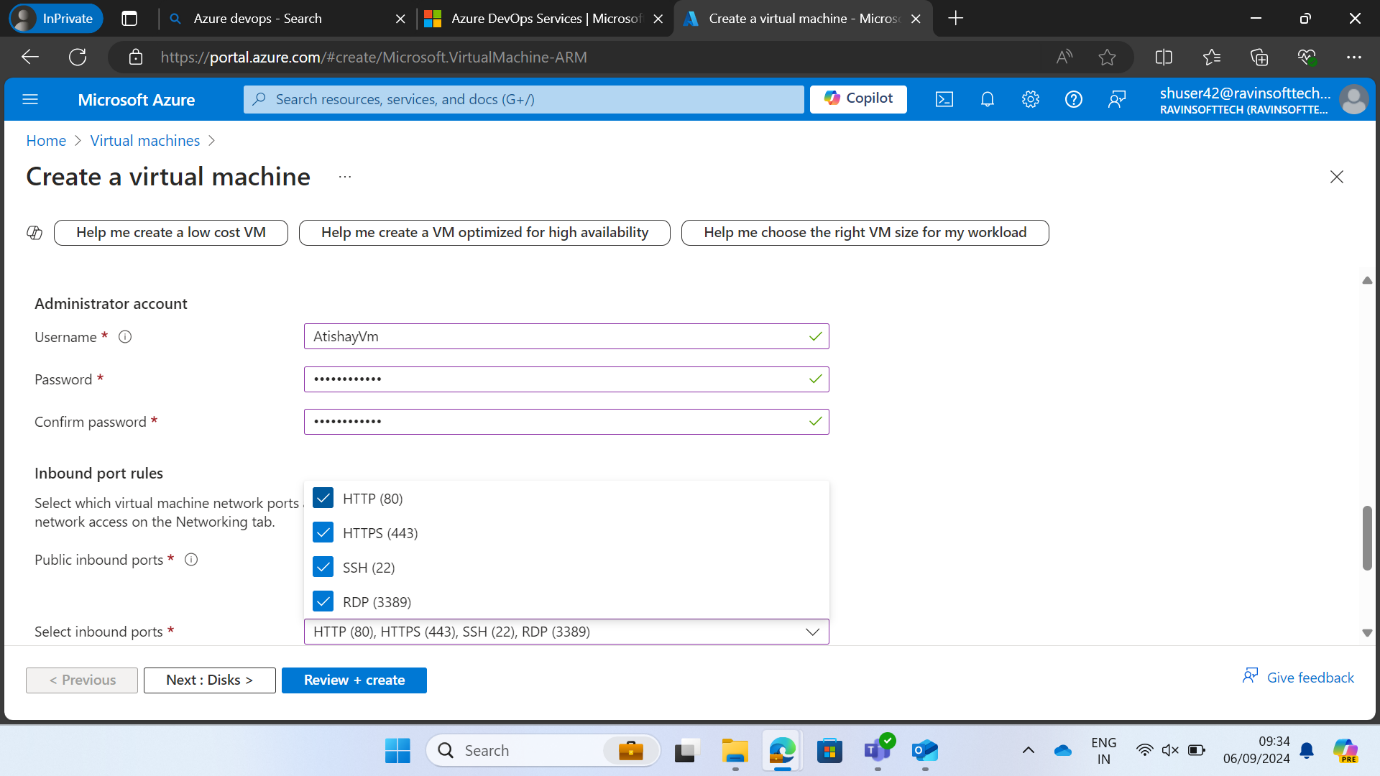 InPrivate
Azure devops - Search
Azure DevOps Services | Microsof
Create a virtual machine - Micros
https://portal.azure.com/#create/Microsoft.VirtualMachine-ARM
Microsoft Azure
Search resources, services, and docs (G+/)
Copilot
shuser42@ravinsofttech...
RAVINSOFTTECH (RAVINSOFTTE...
Home > Virtual machines >
Create a virtual machine ...
Help me create a low cost VM
Help me create a VM optimized for high availability
Help me choose the right VM size for my workload
Administrator account
Username *
AtishayVm
Password *
••••••••••••
Confirm password *
••••••••••••
Inbound port rules
Select which virtual machine network ports
network access on the Networking tab.
Public inbound ports *
HTTP (80)
HTTPS (443)
SSH (22)
RDP (3389)
Select inbound ports *
HTTP (80), HTTPS (443), SSH (22), RDP (3389)
< Previous
Next : Disks >
Review + create
Give feedback
Search
ENG
IN
09:34
06/09/2024
PRE